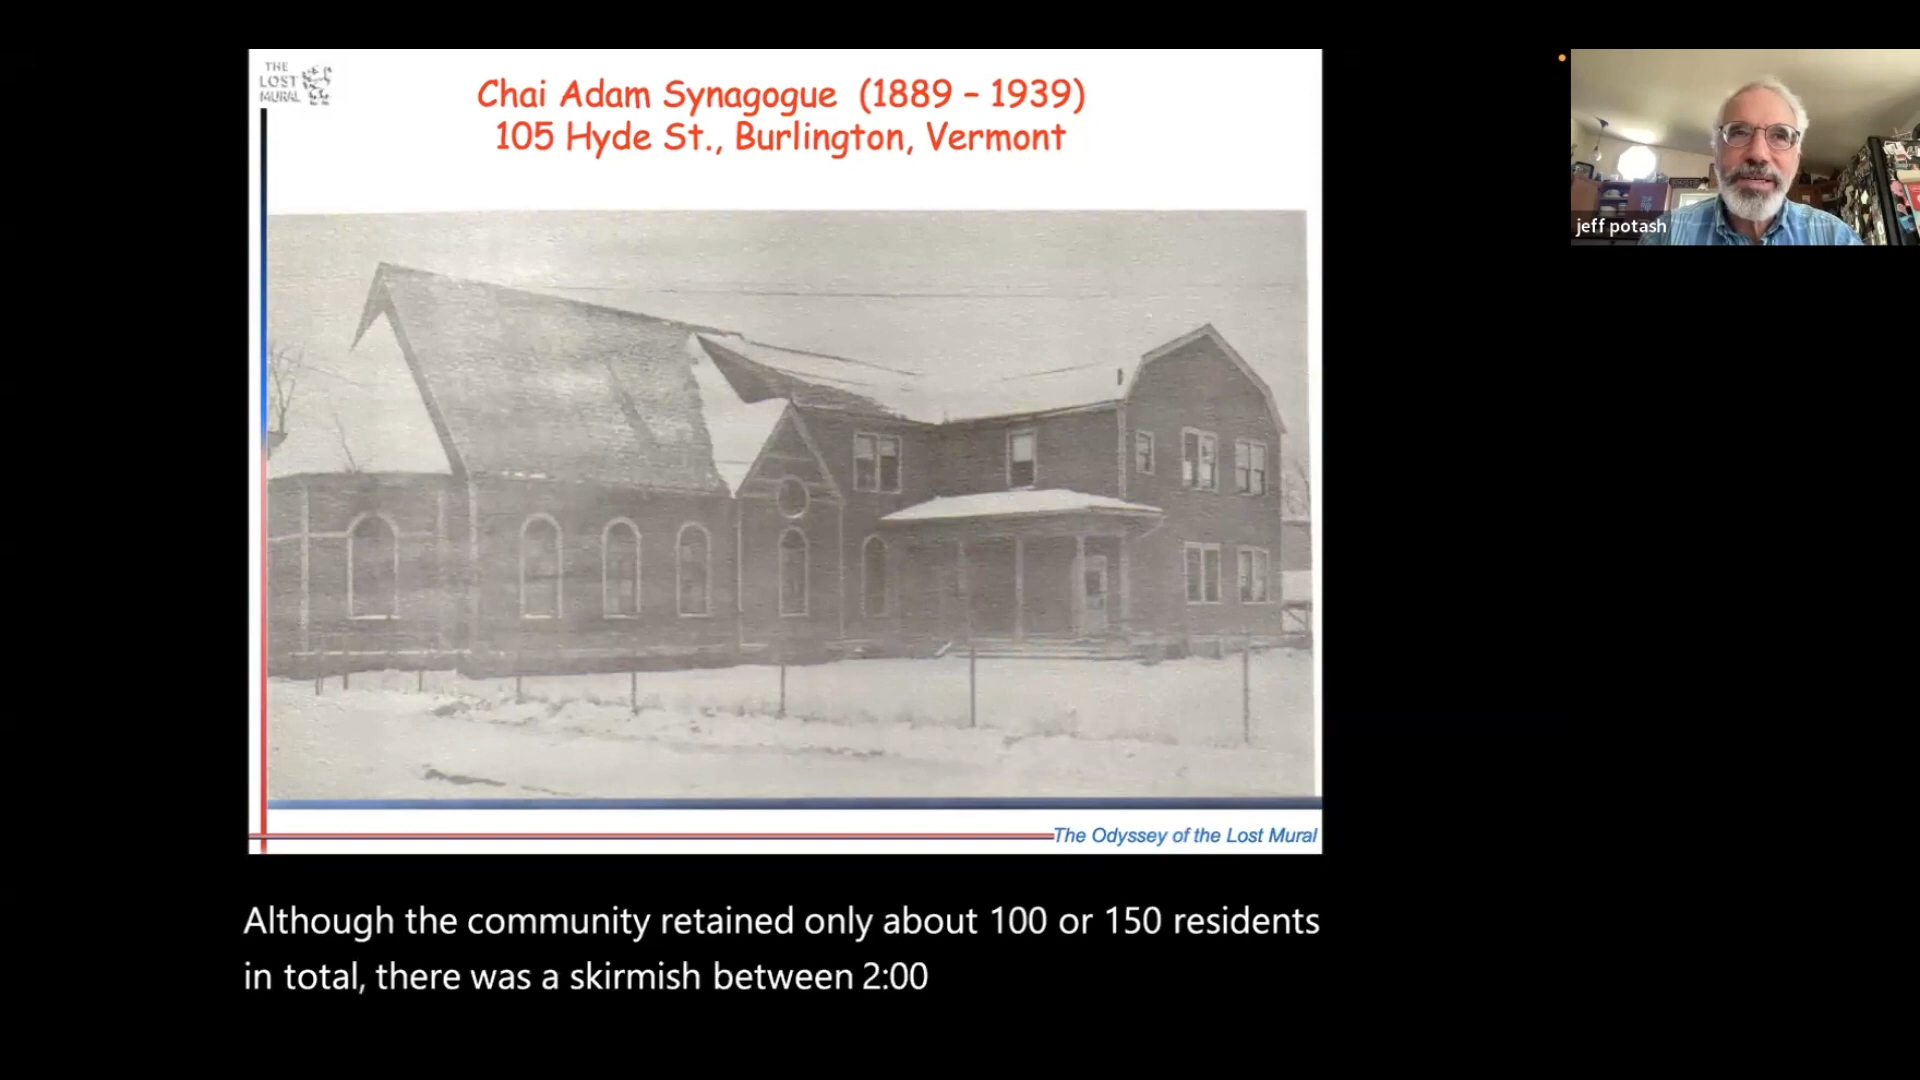 THE
LOST
MURAL
Chai Adam Synagogue (1889 – 1939)
105 Hyde St., Burlington, Vermont
jeff potash
The Odyssey of the Lost Mural
Although the community retained only about 100 or 150 residents
in total, there was a skirmish between 2:00